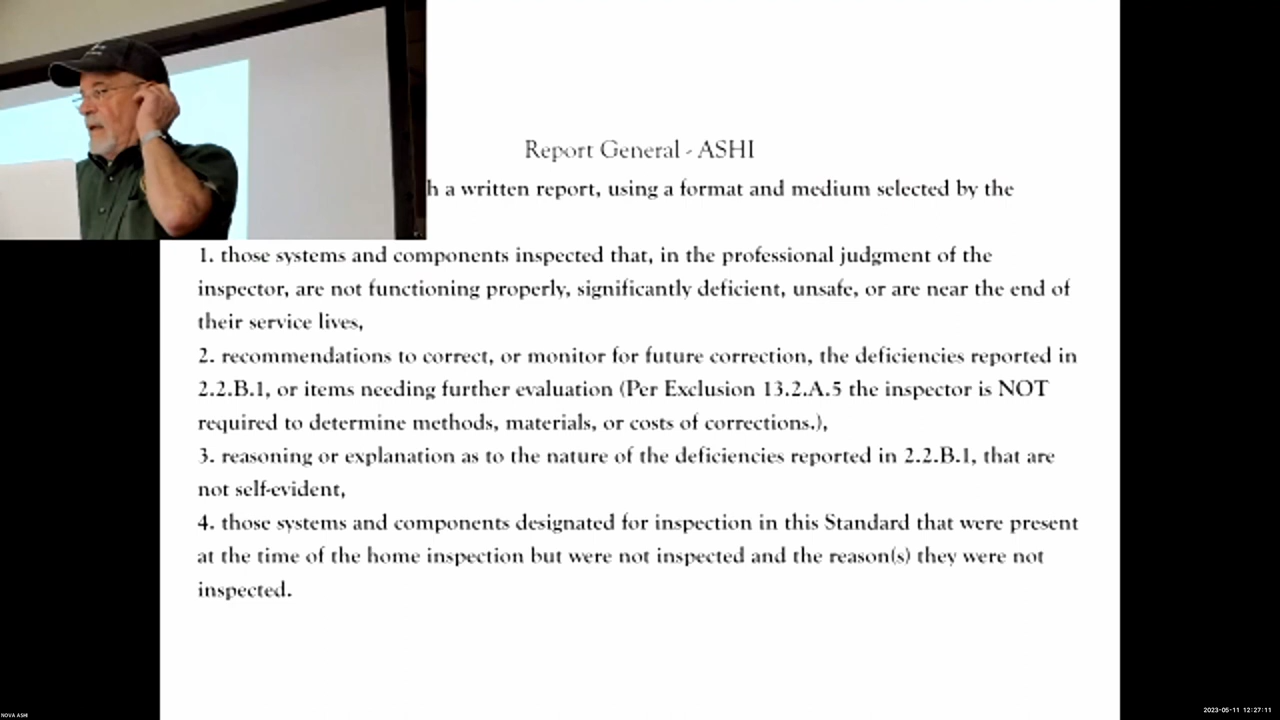 Report General - ASHI
h a written report, using a format and medium selected by the
1. those systems and components inspected that, in the professional judgment of the
inspector, are not functioning properly, significantly deficient, unsafe, or are near the end of
their service lives,
2. recommendations to correct, or monitor for future correction, the deficiencies reported in
2.2.B.1, or items needing further evaluation (Per Exclusion 13.2.A.5 the inspector is NOT
required to determine methods, materials, or costs of corrections.),
3. reasoning or explanation as to the nature of the deficiencies reported in 2.2.B.1, that are
not self-evident,
4. those systems and components designated for inspection in this Standard that were present
at the time of the home inspection but were not inspected and the reason(s) they were not
inspected.
NOVA ASHI
2023-05-11 12:27:11